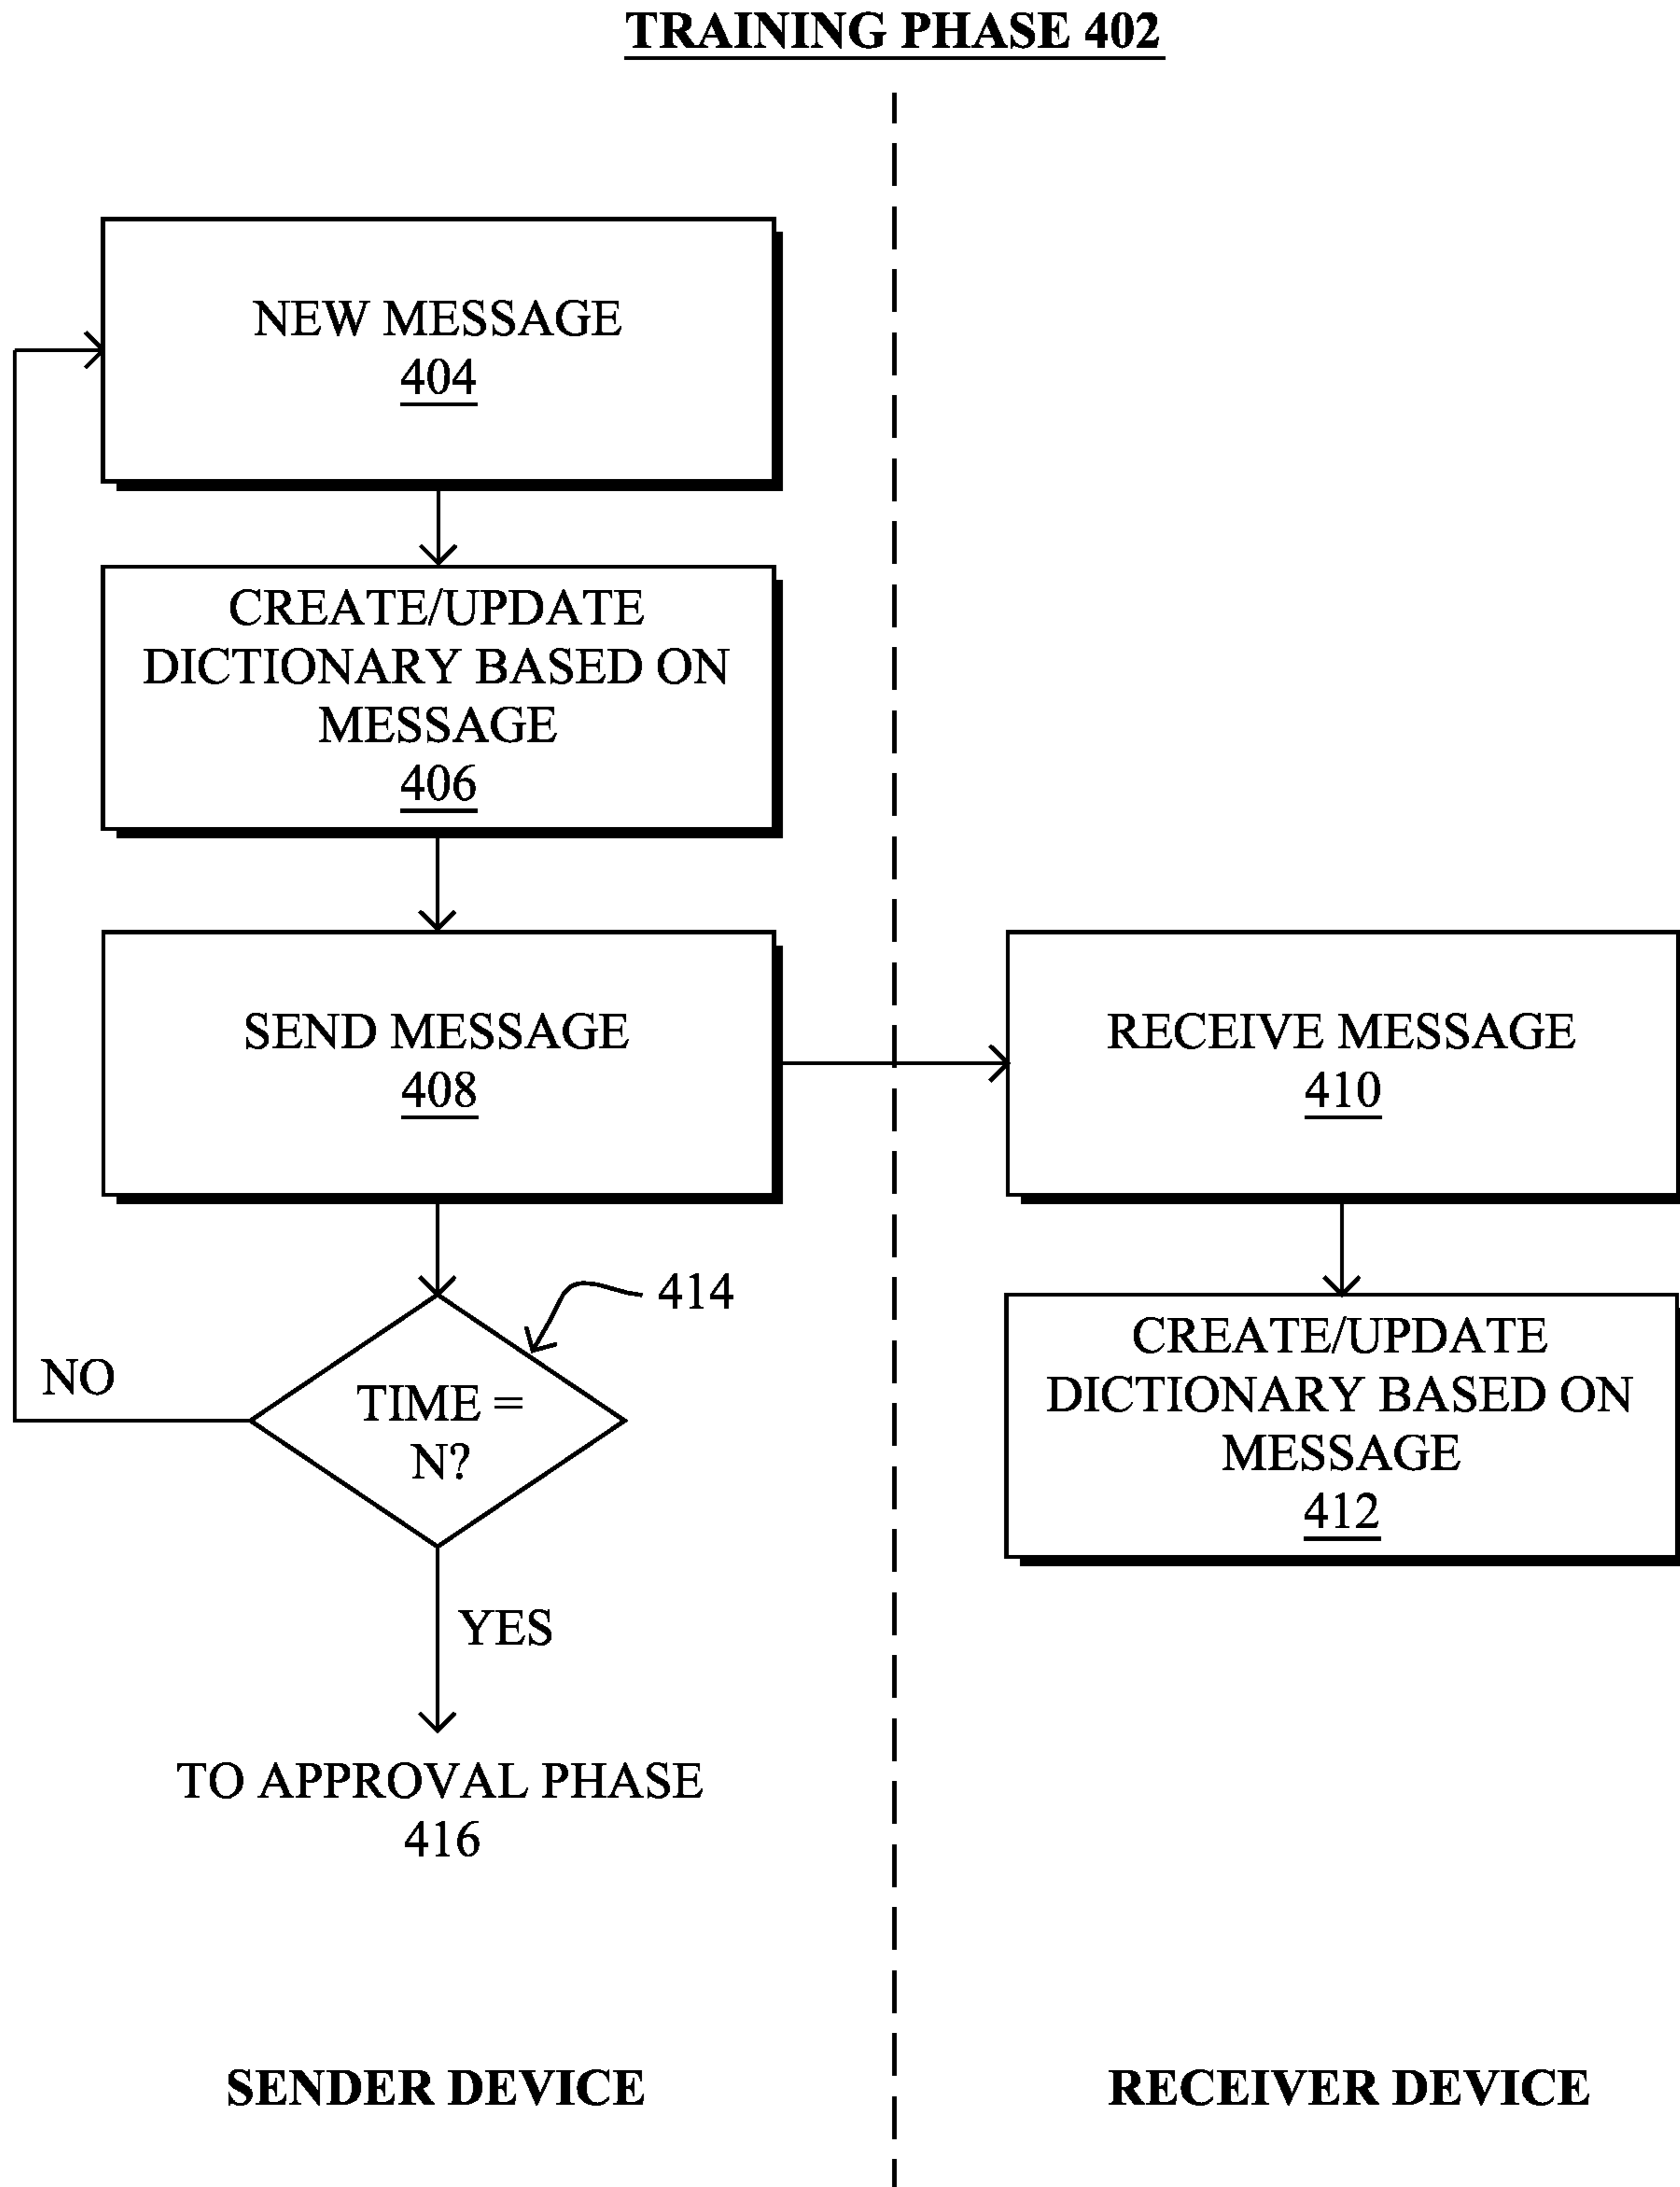 TRAINING PHASE 402
NEW MESSAGE
404
CREATE/UPDATE
DICTIONARY BASED ON
MESSAGE
406
SEND MESSAGE
408
RECEIVE MESSAGE
410
414
TIME =
N?
NO
YES
CREATE/UPDATE
DICTIONARY BASED ON
MESSAGE
412
TO APPROVAL PHASE
416
SENDER DEVICE
RECEIVER DEVICE